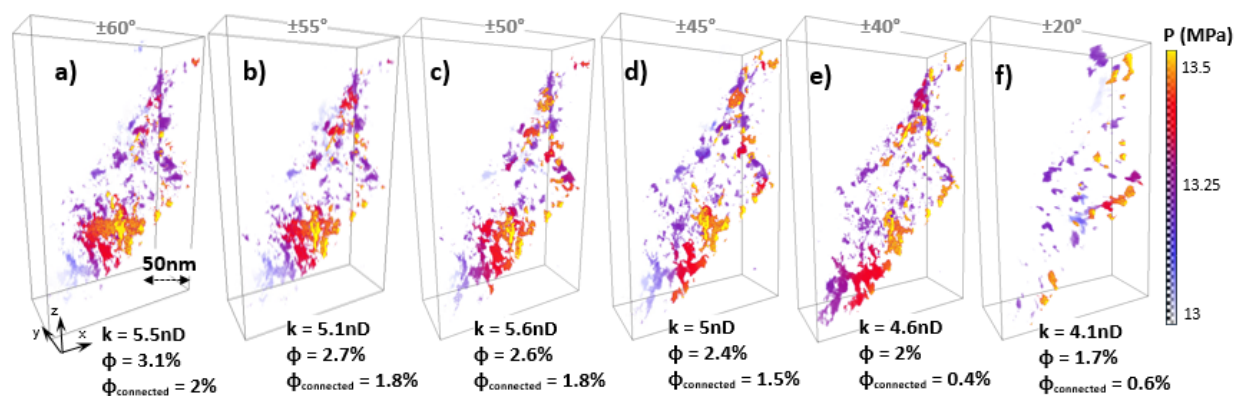 ±60° ±55° ±50° ±45° ±40° ±20°
P (MPa)
a) b) c) d) e) f)
13.5
13.25
13
50nm
z
y
x
k = 5.5nD
ϕ = 3.1%
ϕconnected = 2%
k = 5.1nD
ϕ = 2.7%
ϕconnected = 1.8%
k = 5.6nD
ϕ = 2.6%
ϕconnected = 1.8%
k = 5nD
ϕ = 2.4%
ϕconnected = 1.5%
k = 4.6nD
ϕ = 2%
ϕconnected = 0.4%
k = 4.1nD
ϕ = 1.7%
ϕconnected = 0.6%